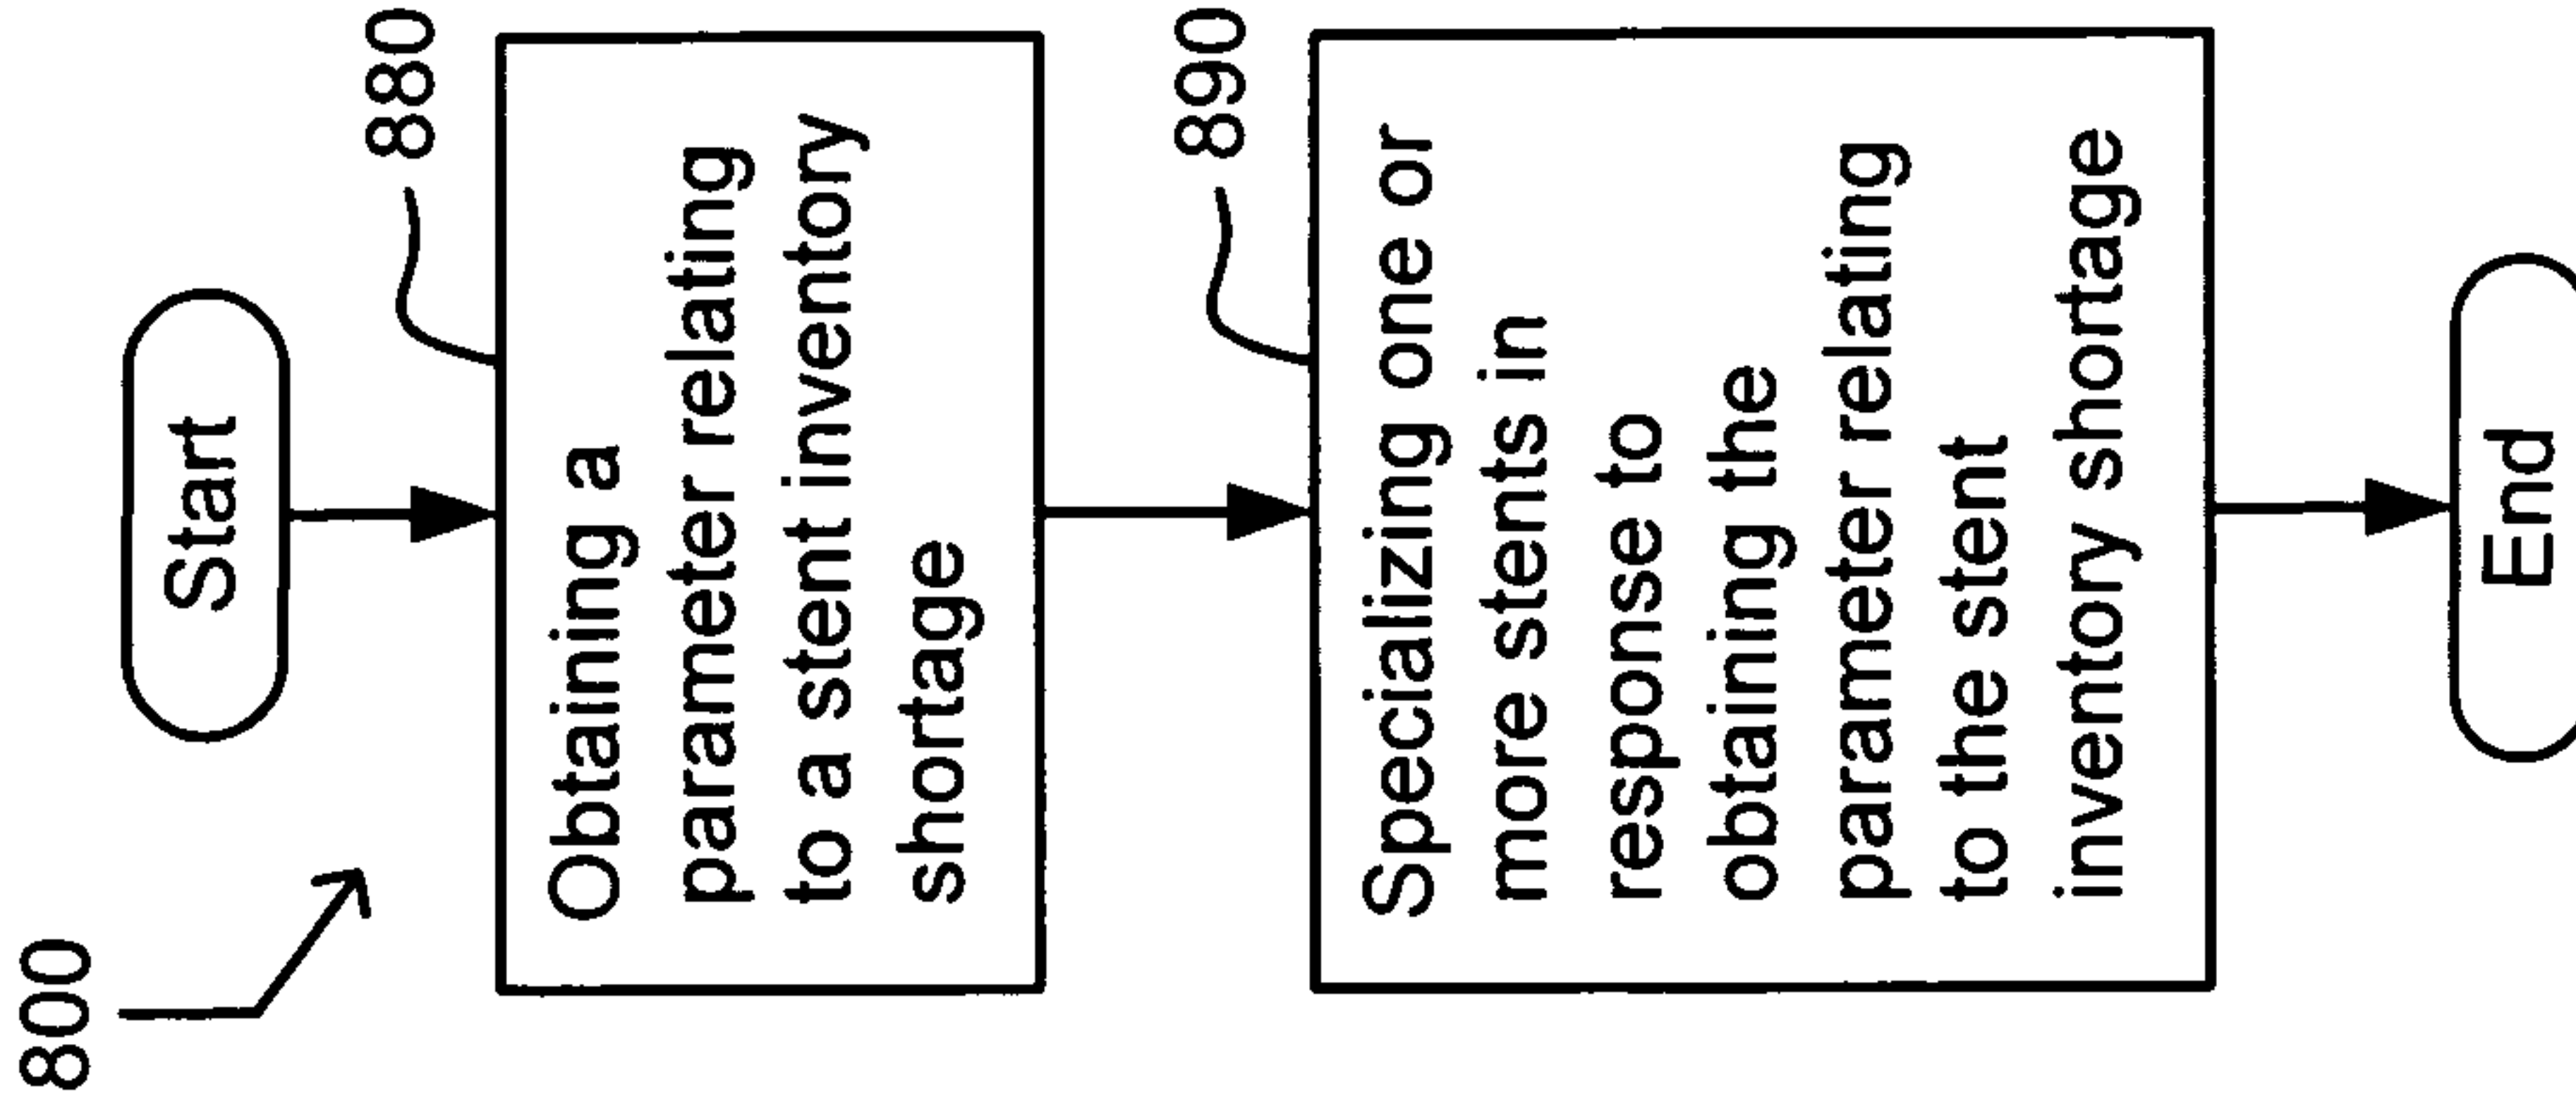 800
Start
880
Obtaining a
parameter relating
to a stent inventory
shortage
890
Specializing one or
more stents in
response to
obtaining the
parameter relating
to the stent
inventory shortage
End